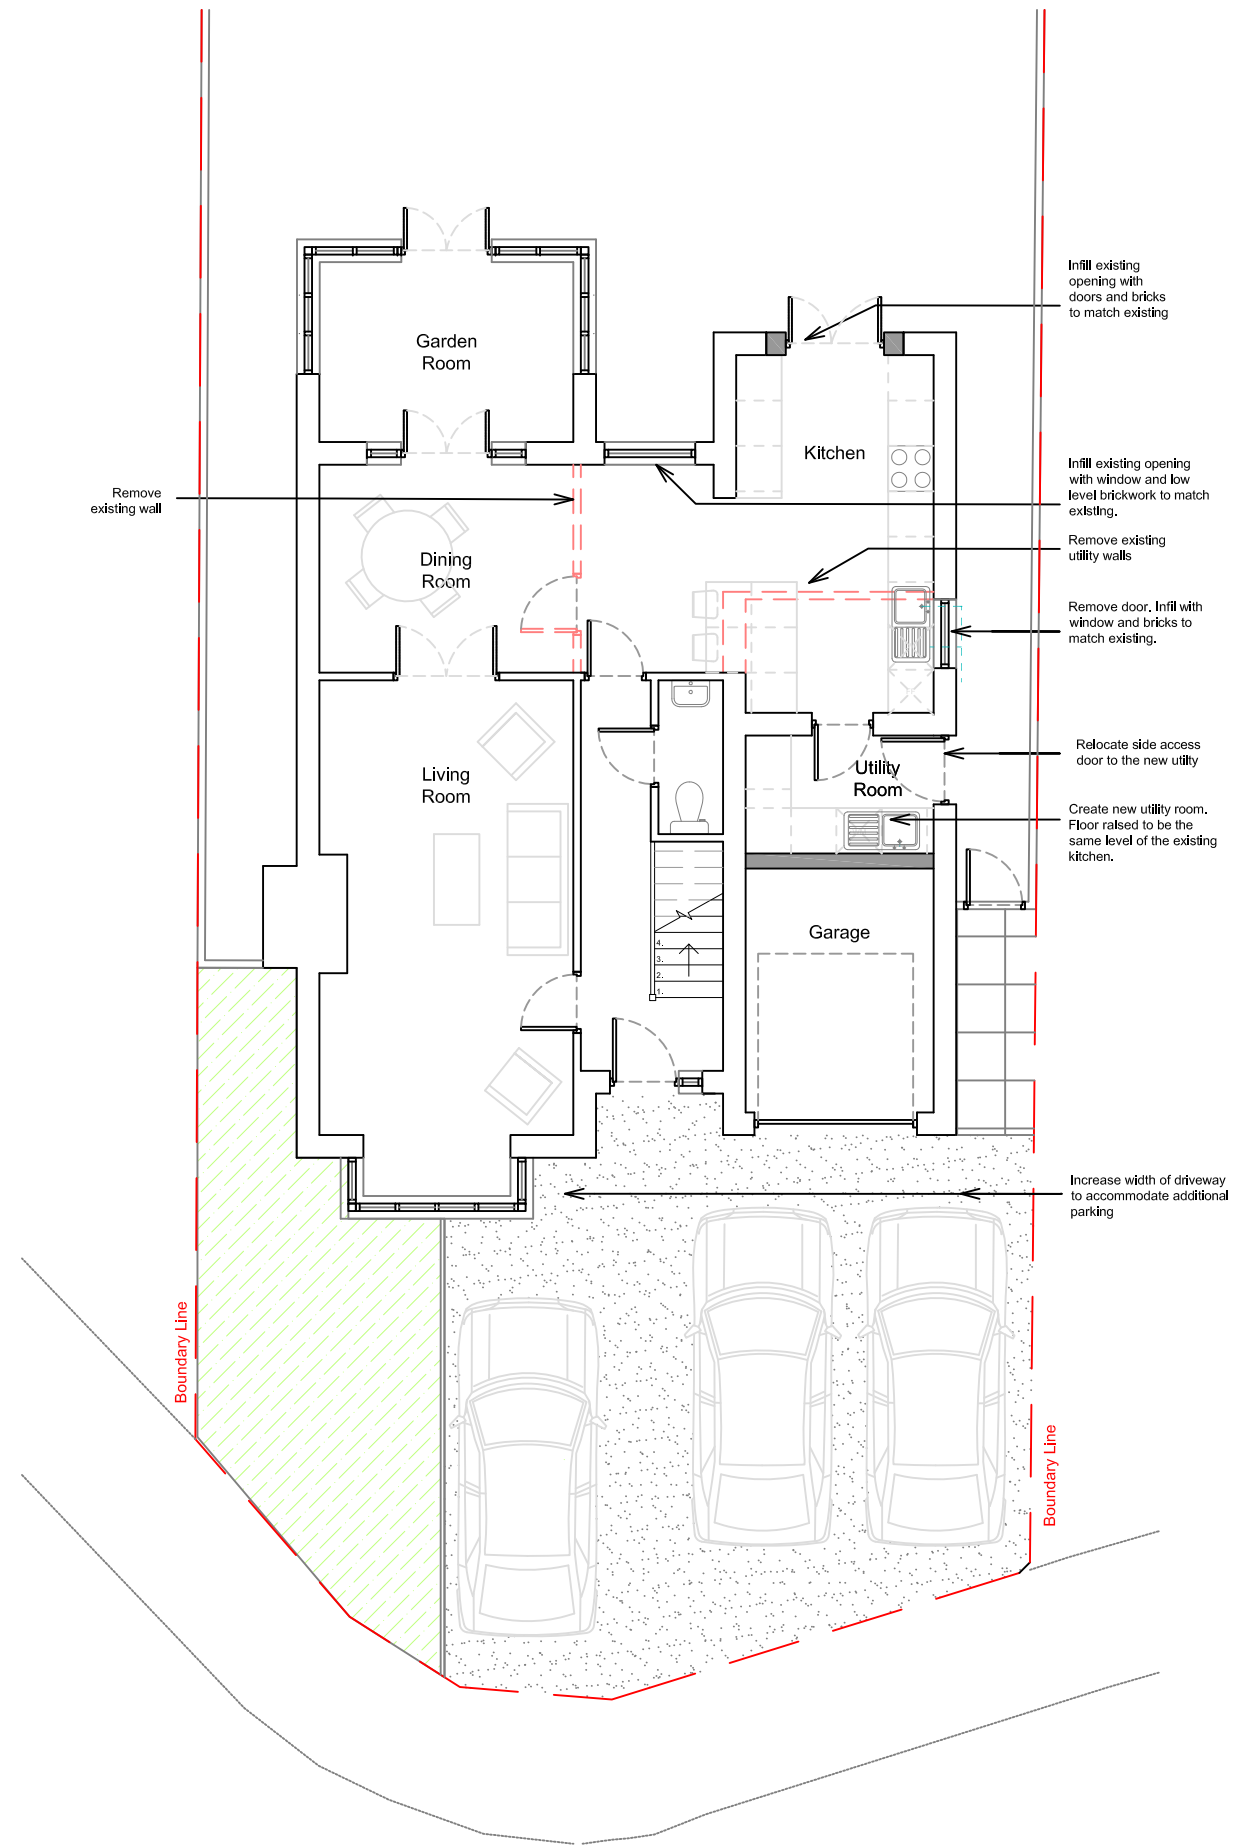 Infill existing
opening with
doors and bricks
to match existing
Garden
Room
Kitchen
Infill existing opening
with window and low
level brickwork to match
existing.
Remove
existing wall
Remove existing
utility walls
Dining
Room
Remove door. Infil with
window and bricks to
match existing.
Relocate side access
door to the new utilty
Living
Room
Utility
Room
Create new utility room.
Floor raised to be the
same level of the existing
kitchen.
Garage
4.
3.
2.
1.
Increase width of driveway
to accommodate additional
parking
Boundary Line
Boundary Line